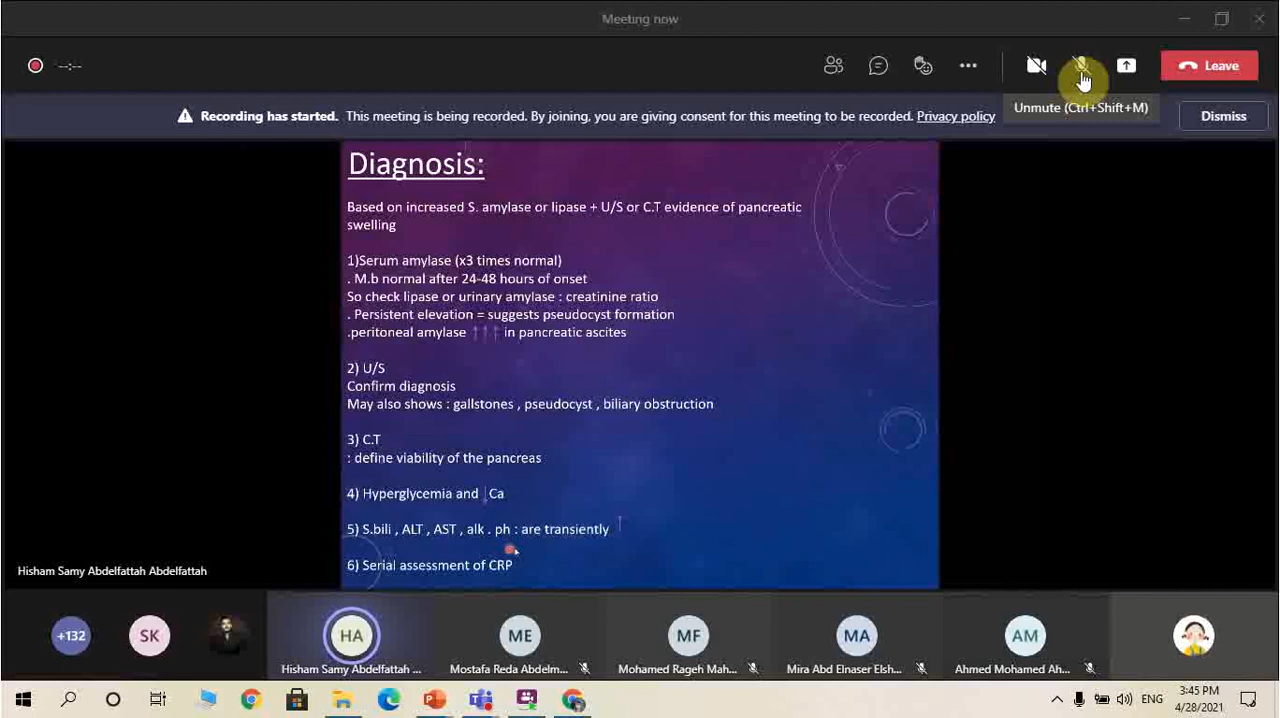 Meeting now
--:--
Leave
Unmute (Ctrl+Shift+M)
Recording has started. This meeting is being recorded. By joining, you are giving consent for this meeting to be recorded. Privacy policy
Dismiss
Diagnosis:
Based on increased S. amylase or lipase + U/S or C.T evidence of pancreatic
swelling
1)Serum amylase (x3 times normal)
. M.b normal after 24-48 hours of onset
So check lipase or urinary amylase : creatinine ratio
. Persistent elevation = suggests pseudocyst formation
.peritoneal amylase ↑↑↑ in pancreatic ascites
2) U/S
Confirm diagnosis
May also shows : gallstones , pseudocyst , biliary obstruction
3) C.T
: define viability of the pancreas
4) Hyperglycemia and ↓Ca
5) S.bili , ALT , AST , alk . ph : are transiently ↑
6) Serial assessment of CRP
Hisham Samy Abdelfattah Abdelfattah
+132
SK
HA
ME
MF
MA
AM
Hisham Samy Abdelfattah ...
Mostafa Reda Abdelm...
Mohamed Rageh Mah...
Mira Abd Elnaser Elsh...
Ahmed Mohamed Ah...
ENG
3:45 PM
4/28/2021